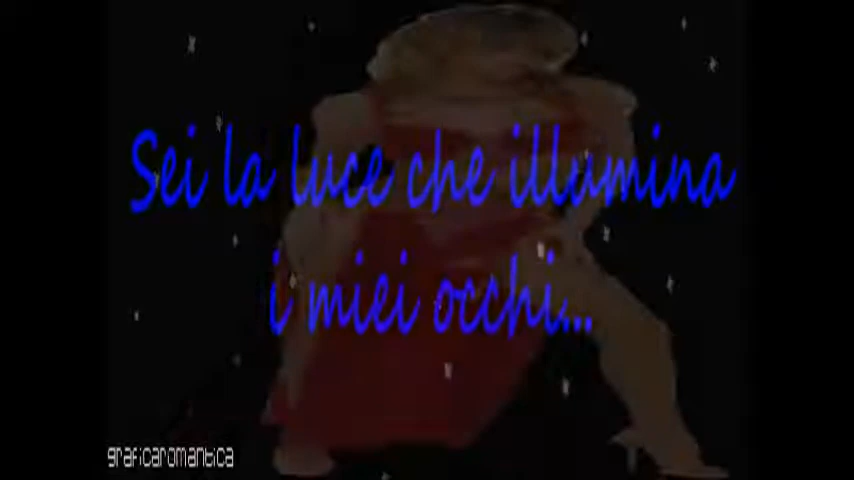 Sei la luce che illumina
i miei occhi...
graficaromantica